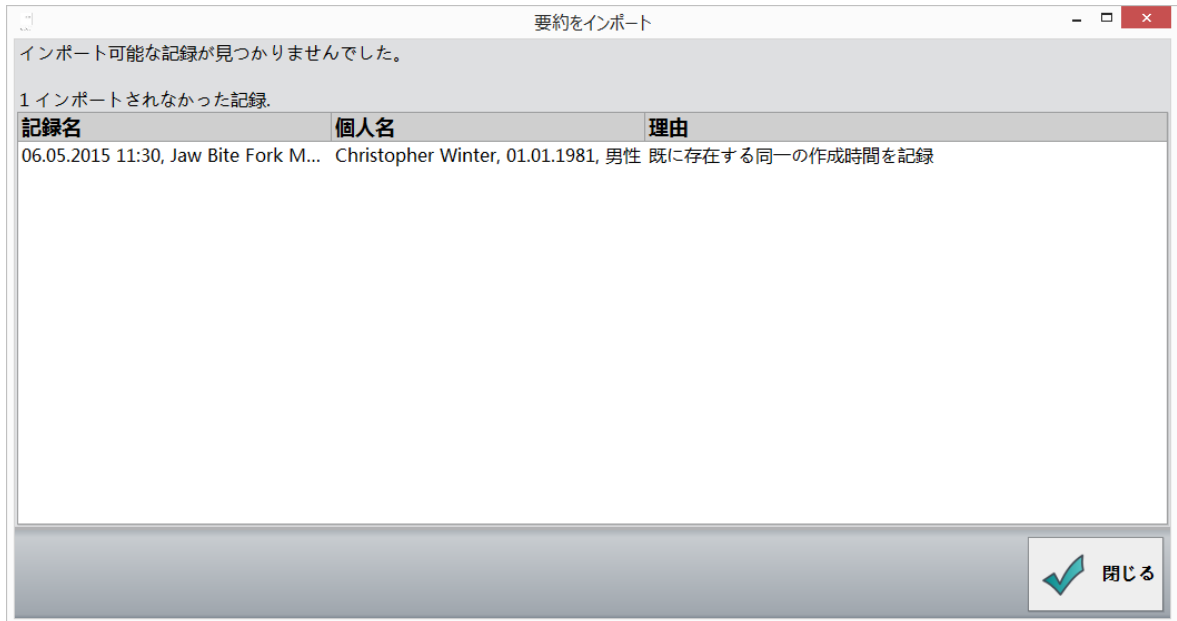 要約をインポート
インポート可能な記録が見つかりませんでした。
1 インポートされなかった記録.
記録名 個人名 理由
06.05.2015 11:30, Jaw Bite Fork M... Christopher Winter, 01.01.1981, 男性 既に存在する同一の作成時間を記録
閉じる